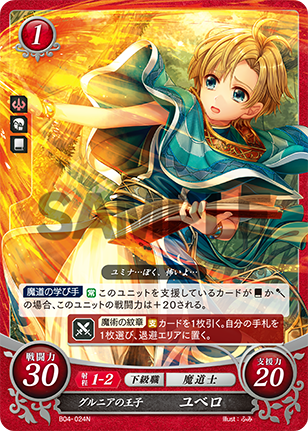 1
SAMPLE
ユミナ…ぼく、怖いよ…
魔道の学び手 常 このユニットを支援しているカードが か
の場合、このユニットの戦闘力は＋20される。
魔術の紋章 支 カードを1枚引く。自分の手札を
1枚選び、退避エリアに置く。
戦闘力 30
射程 1-2 下級職 魔道士
支援力 20
グルニアの王子 ユベロ
B04-024N
Illust：ふみ